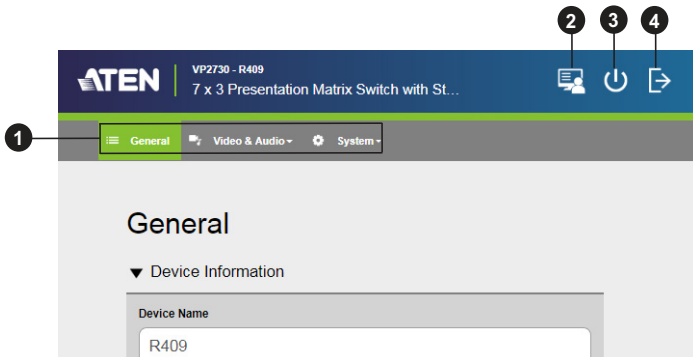 2 3 4
ATEN
VP2730 - R409
7 x 3 Presentation Matrix Switch with St...
1
General Video & Audio System
General
Device Information
Device Name
R409